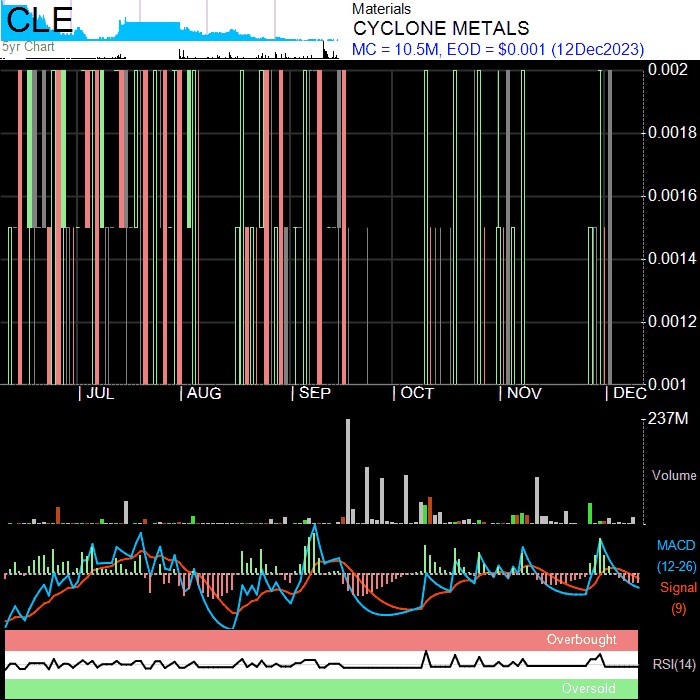 CLE
5yr Chart
Materials
CYCLONE METALS
MC = 10.5M, EOD = $0.001 (12Dec2023)
0.002
0.0018
0.0016
0.0014
0.0012
0.001
| JUL | AUG | SEP | OCT | NOV | DEC
237M
Volume
MACD
(12-26)
Signal
(9)
Overbought
RSI(14)
Oversold